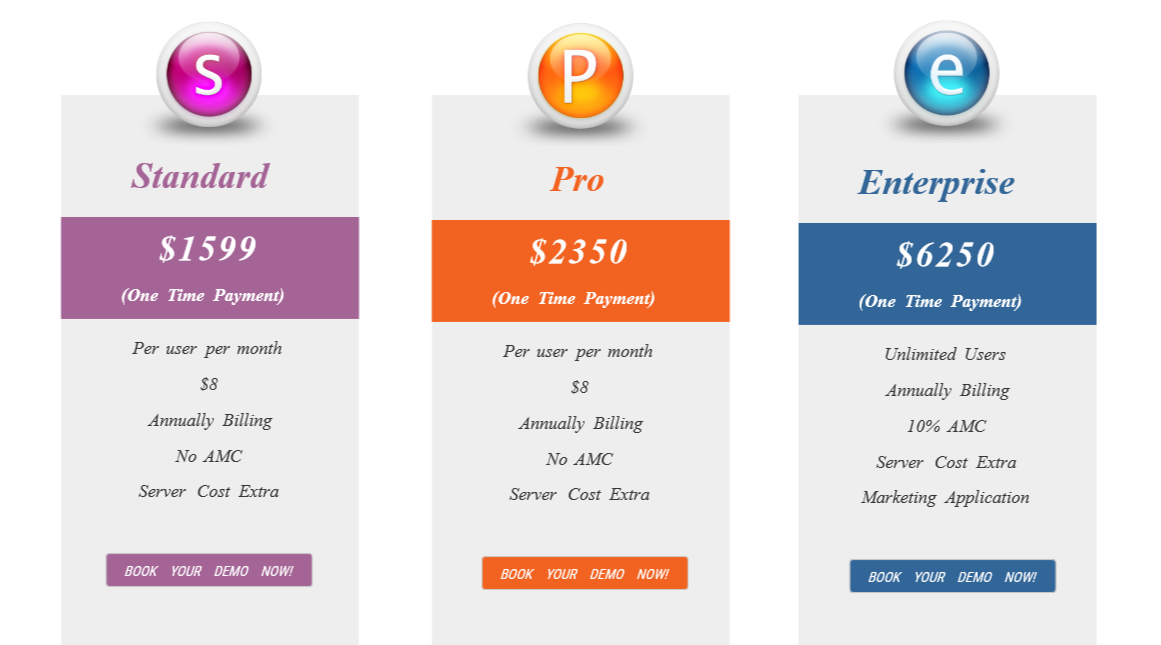 S
Standard
$1599
(One Time Payment)
Per user per month
$8
Annually Billing
No AMC
Server Cost Extra
BOOK YOUR DEMO NOW!
P
Pro
$2350
(One Time Payment)
Per user per month
$8
Annually Billing
No AMC
Server Cost Extra
BOOK YOUR DEMO NOW!
e
Enterprise
$6250
(One Time Payment)
Unlimited Users
Annually Billing
10% AMC
Server Cost Extra
Marketing Application
BOOK YOUR DEMO NOW!